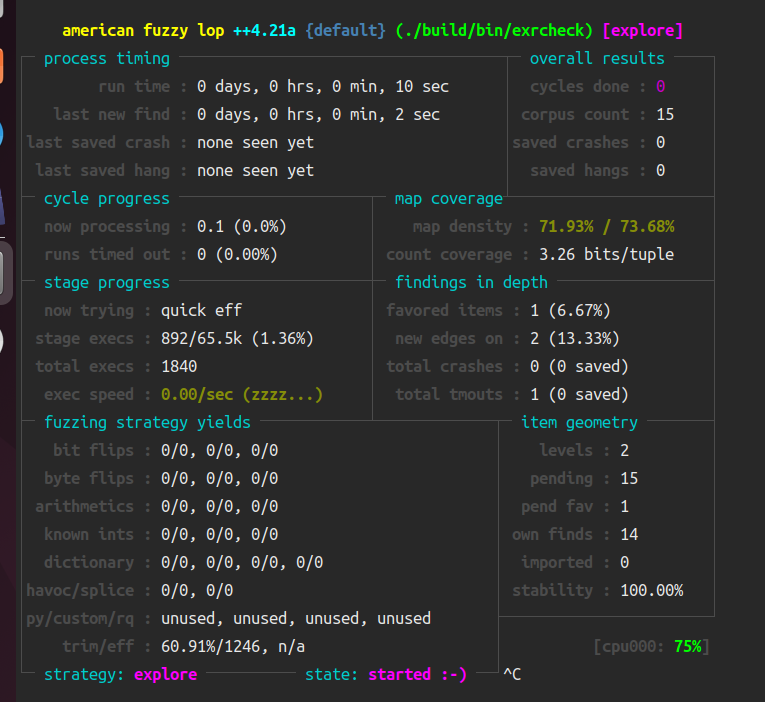 american fuzzy lop ++4.21a {default} (./build/bin/exrcheck) [explore]
process timing overall results
run time : 0 days, 0 hrs, 0 min, 10 sec cycles done : 0
last new find : 0 days, 0 hrs, 0 min, 2 sec corpus count : 15
last saved crash : none seen yet saved crashes : 0
last saved hang : none seen yet saved hangs : 0
cycle progress map coverage
now processing : 0.1 (0.0%) map density : 71.93% / 73.68%
runs timed out : 0 (0.00%) count coverage : 3.26 bits/tuple
stage progress findings in depth
now trying : quick eff favored items : 1 (6.67%)
stage execs : 892/65.5k (1.36%) new edges on : 2 (13.33%)
total execs : 1840 total crashes : 0 (0 saved)
exec speed : 0.00/sec (zzzz...) total tmouts : 1 (0 saved)
fuzzing strategy yields item geometry
bit flips : 0/0, 0/0, 0/0 levels : 2
byte flips : 0/0, 0/0, 0/0 pending : 15
arithmetics : 0/0, 0/0, 0/0 pend fav : 1
known ints : 0/0, 0/0, 0/0 own finds : 14
dictionary : 0/0, 0/0, 0/0, 0/0 imported : 0
havoc/splice : 0/0, 0/0 stability : 100.00%
py/custom/rq : unused, unused, unused, unused
trim/eff : 60.91%/1246, n/a [cpu000: 75%]
strategy: explore state: started :-) ^C